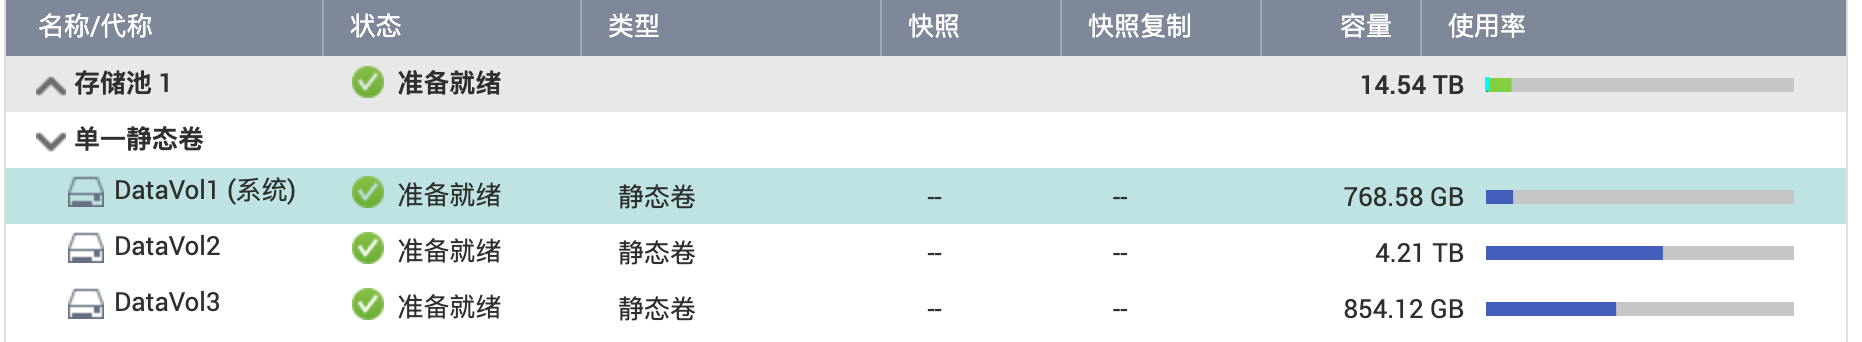 名称/代称 状态 类型 快照 快照复制 容量 使用率
存储池 1 准备就绪 14.54 TB
单一静态卷
DataVol1 (系统) 准备就绪 静态卷 -- -- 768.58 GB
DataVol2 准备就绪 静态卷 -- -- 4.21 TB
DataVol3 准备就绪 静态卷 -- -- 854.12 GB